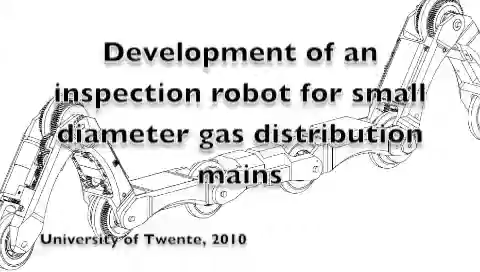 Development of an
inspection robot for small
diameter gas distribution
mains
University of Twente, 2010